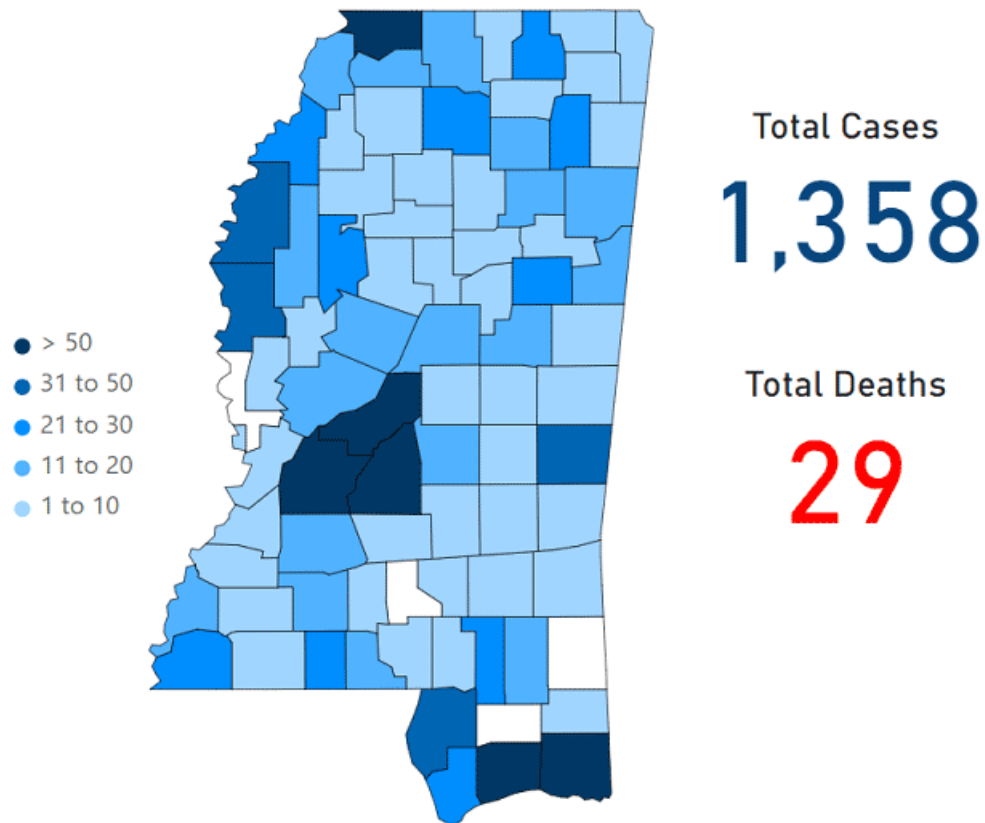 > 50
31 to 50
21 to 30
11 to 20
1 to 10
Total Cases
1,358
Total Deaths
29